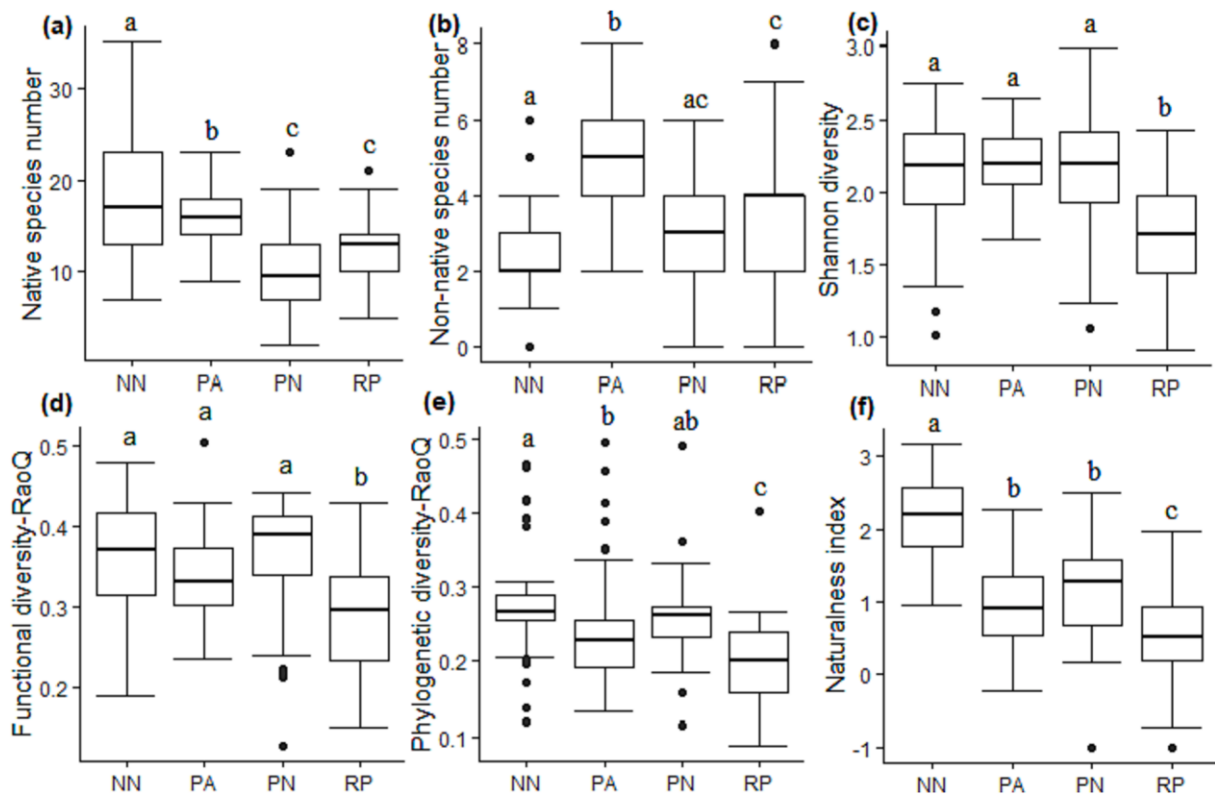 (a)
Native species number
30
20
10
a
b
c
c
NN PA PN RP
(b)
Non-native species number
8
6
4
2
0
a
b
ac
c
NN PA PN RP
(c)
Shannon diversity
3.0
2.5
2.0
1.5
1.0
a
a
a
b
NN PA PN RP
(d)
Functional diversity-RaoQ
0.5
0.4
0.3
0.2
a
a
a
b
NN PA PN RP
(e)
Phylogenetic diversity-RaoQ
0.5
0.4
0.3
0.2
0.1
a
b
ab
c
NN PA PN RP
(f)
Naturalness index
3
2
1
0
-1
a
b
b
c
NN PA PN RP